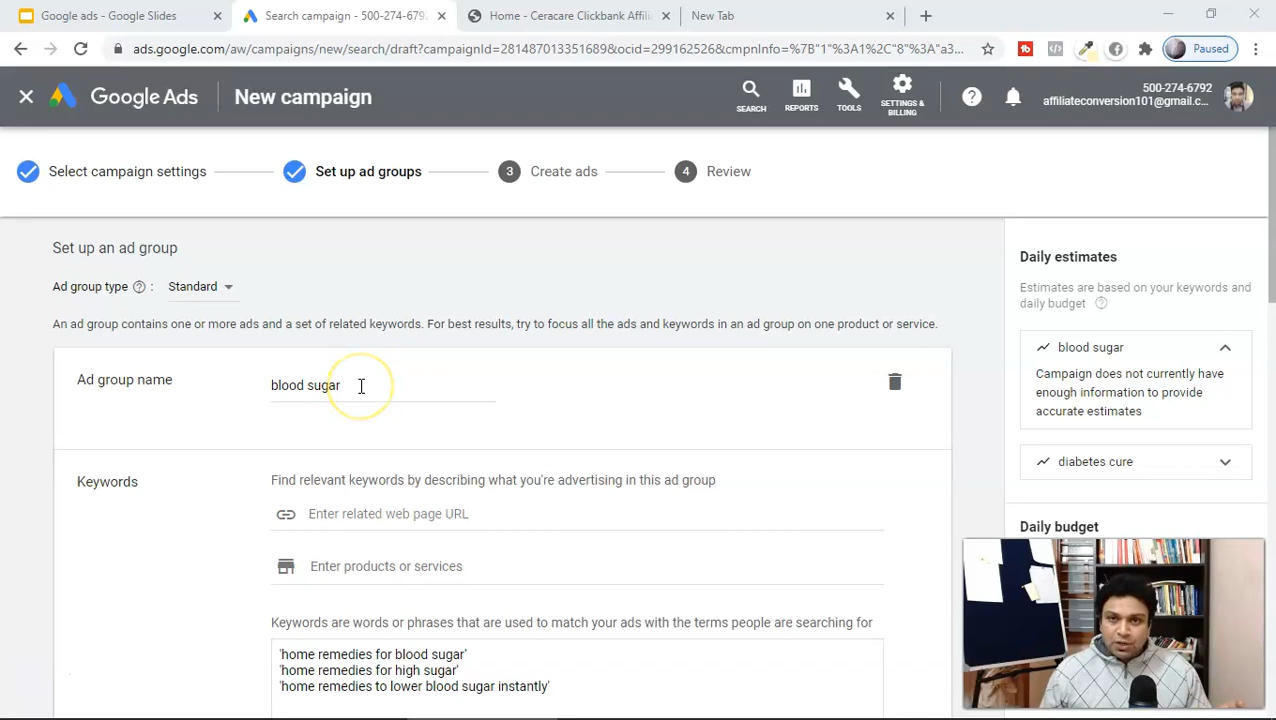 Google ads - Google Slides
Search campaign - 500-274-679
Home - Ceracare Clickbank Affili
New Tab
ads.google.com/aw/campaigns/new/search/draft?campaignId=281487013351689&ocid=299162526&cmpnInfo=%7B"1"%3A1%2C"8"%3A"a3...
Paused
Google Ads
New campaign
SEARCH
REPORTS
TOOLS
SETTINGS &
BILLING
500-274-6792
affiliateconversion101@gmail.c...
Select campaign settings
Set up ad groups
3 Create ads
4 Review
Set up an ad group
Ad group type ? : Standard
An ad group contains one or more ads and a set of related keywords. For best results, try to focus all the ads and keywords in an ad group on one product or service.
Ad group name
blood sugar
Keywords
Find relevant keywords by describing what you're advertising in this ad group
Enter related web page URL
Enter products or services
Keywords are words or phrases that are used to match your ads with the terms people are searching for
'home remedies for blood sugar'
'home remedies for high sugar'
'home remedies to lower blood sugar instantly'
Daily estimates
Estimates are based on your keywords and
daily budget ?
blood sugar
Campaign does not currently have
enough information to provide
accurate estimates
diabetes cure
Daily budget